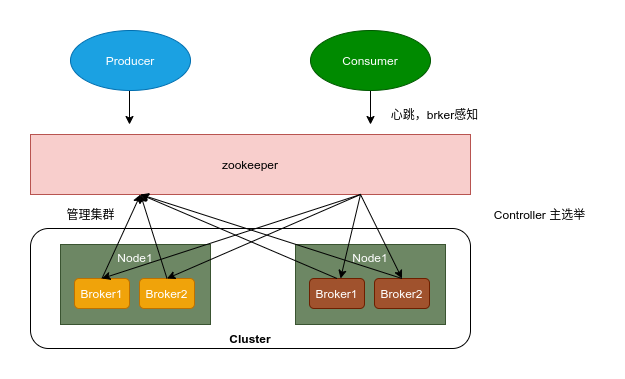 Producer
Consumer
心跳，brker感知
zookeeper
管理集群
Controller 主选举
Node1
Node1
Broker1
Broker2
Broker1
Broker2
Cluster